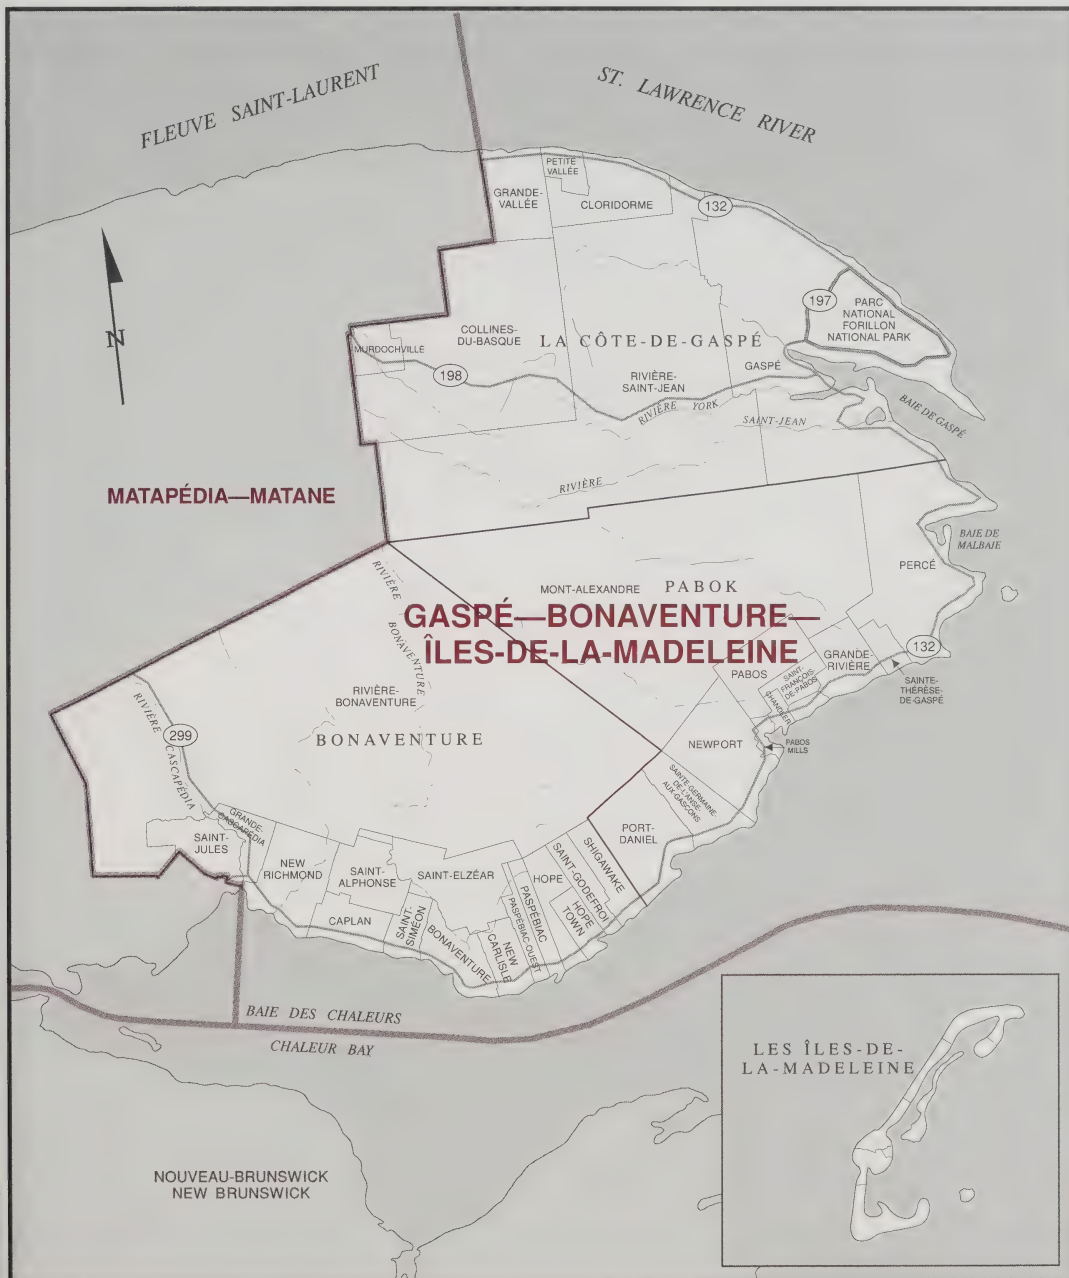 FLEUVE SAINT-LAURENT
ST. LAWRENCE RIVER
PETITE
VALLÉE
GRANDE-
VALLÉE
CLORIDORME
132
N
197
PARC
NATIONAL
FORILLON
NATIONAL PARK
COLLINES-
DU-BASQUE
LA CÔTE-DE-GASPÉ
MURDOCHVILLE
198
GASPÉ
RIVIÈRE-
SAINT-JEAN
RIVIÈRE YORK
SAINT-JEAN
BAIE DE GASPÉ
RIVIÈRE
MATAPÉDIA—MATANE
BAIE DE
MALBAIE
PERCÉ
RIVIÈRE
BONAVENTURE
MONT-ALEXANDRE
PABOK
GASPÉ—BONAVENTURE—
ÎLES-DE-LA-MADELEINE
132
GRANDE-
RIVIÈRE
PABOS
SAINT-
FRANÇOIS-
DE-PABOS
SAINTE-
THÉRÈSE-
DE-GASPÉ
CHANDLER
RIVIÈRE-
BONAVENTURE
RIVIÈRE
CASCAPÉDIA
299
BONAVENTURE
NEWPORT
PABOS
MILLS
SAINTE-GERMAINE-
DE-L'ANSE-
AUX-GASCONS
PORT-
DANIEL
GRANDE-
CASCAPÉDIA
SAINT-
JULES
NEW
RICHMOND
SAINT-
ALPHONSE
SAINT-ELZÉAR
HOPE
SHIGAWAKE
SAINT-GODEFROI
HOPE
TOWN
PASPÉBIAC
PASPÉBIAC-OUEST
CAPLAN
SAINT-
SIMÉON
BONAVENTURE
NEW
CARLISLE
BAIE DES CHALEURS
CHALEUR BAY
LES ÎLES-DE-
LA-MADELEINE
NOUVEAU-BRUNSWICK
NEW BRUNSWICK